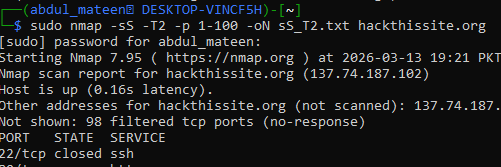 (abdul_mateen DESKTOP-VINCF5H)-[~]
$ sudo nmap -sS -T2 -p 1-100 -oN sS_T2.txt hackthissite.org
[sudo] password for abdul_mateen:
Starting Nmap 7.95 ( https://nmap.org ) at 2026-03-13 19:21 PKT
Nmap scan report for hackthissite.org (137.74.187.102)
Host is up (0.16s latency).
Other addresses for hackthissite.org (not scanned): 137.74.187.
Not shown: 98 filtered tcp ports (no-response)
PORT   STATE  SERVICE
22/tcp closed ssh